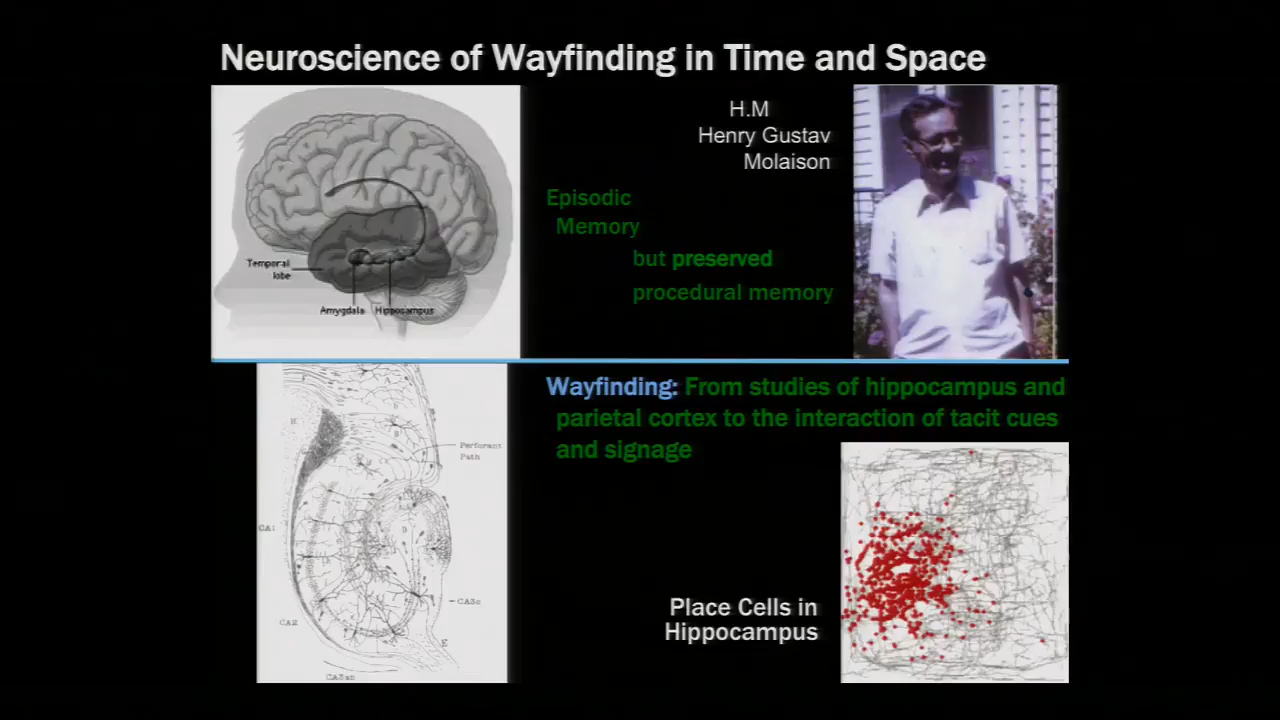 Neuroscience of Wayfinding in Time and Space
H.M
Henry Gustav
Molaison
Episodic
Memory
but preserved
procedural memory
Temporal
lobe
Amygdala
Hippocampus
Wayfinding: From studies of hippocampus and
parietal cortex to the interaction of tacit cues
and signage
H
Perforant
Path
D
CA1
CA3c
CA2
E
Place Cells in
Hippocampus